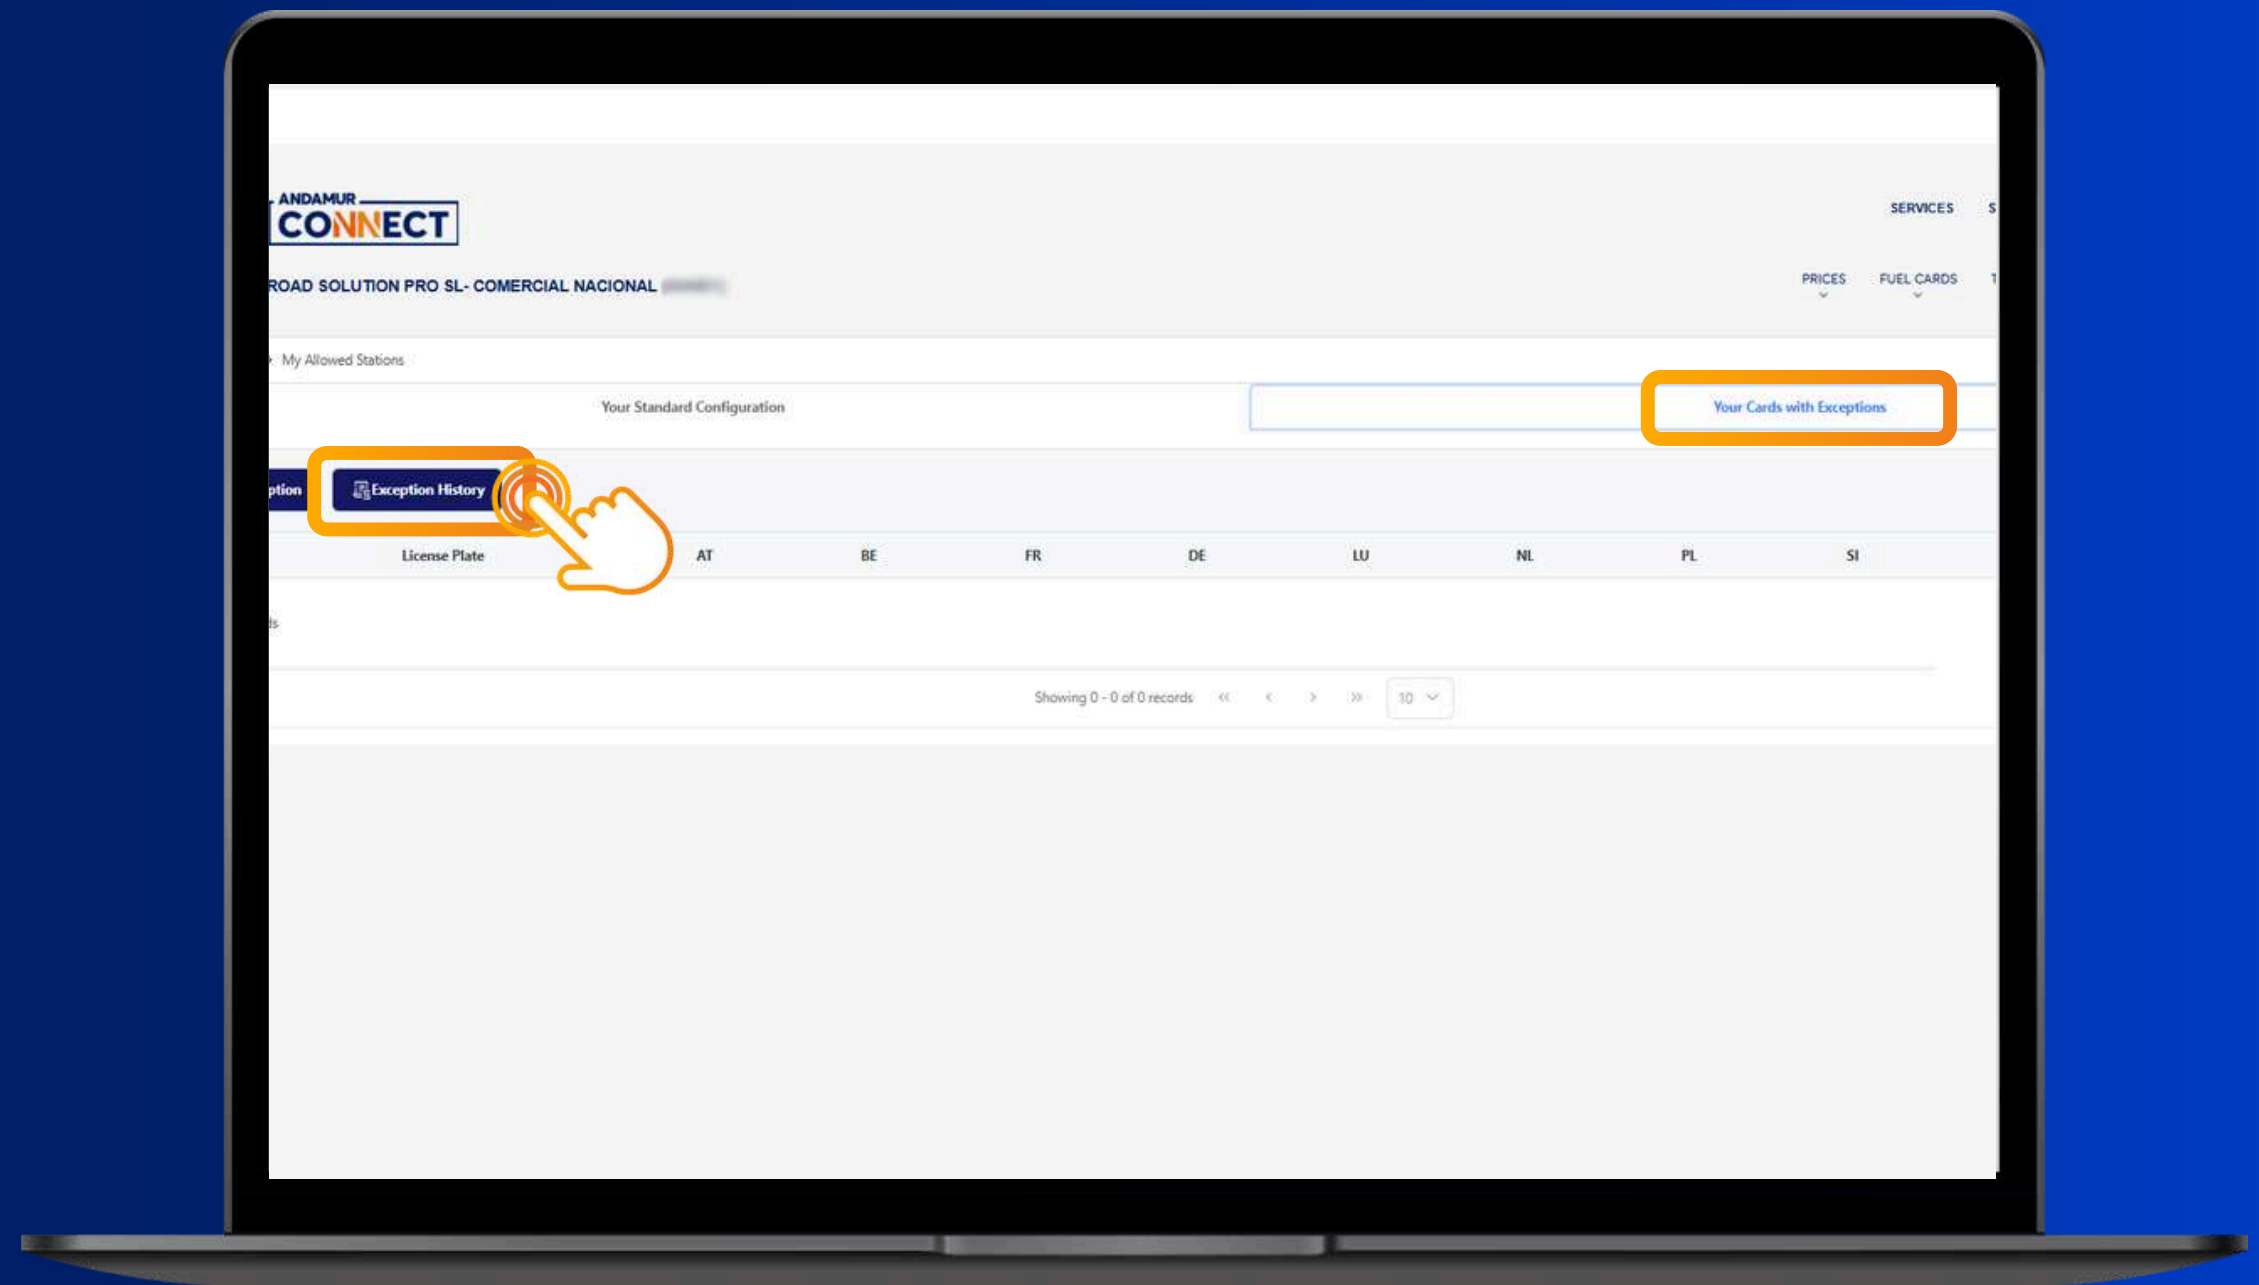 ANDAMUR
CONNECT
SERVICES S
ROAD SOLUTION PRO SL- COMERCIAL NACIONAL
PRICES FUEL CARDS T
My Allowed Stations
Your Standard Configuration Your Cards with Exceptions
ption Exception History
License Plate AT BE FR DE LU NL PL SI
ds
Showing 0 - 0 of 0 records « < > » 10